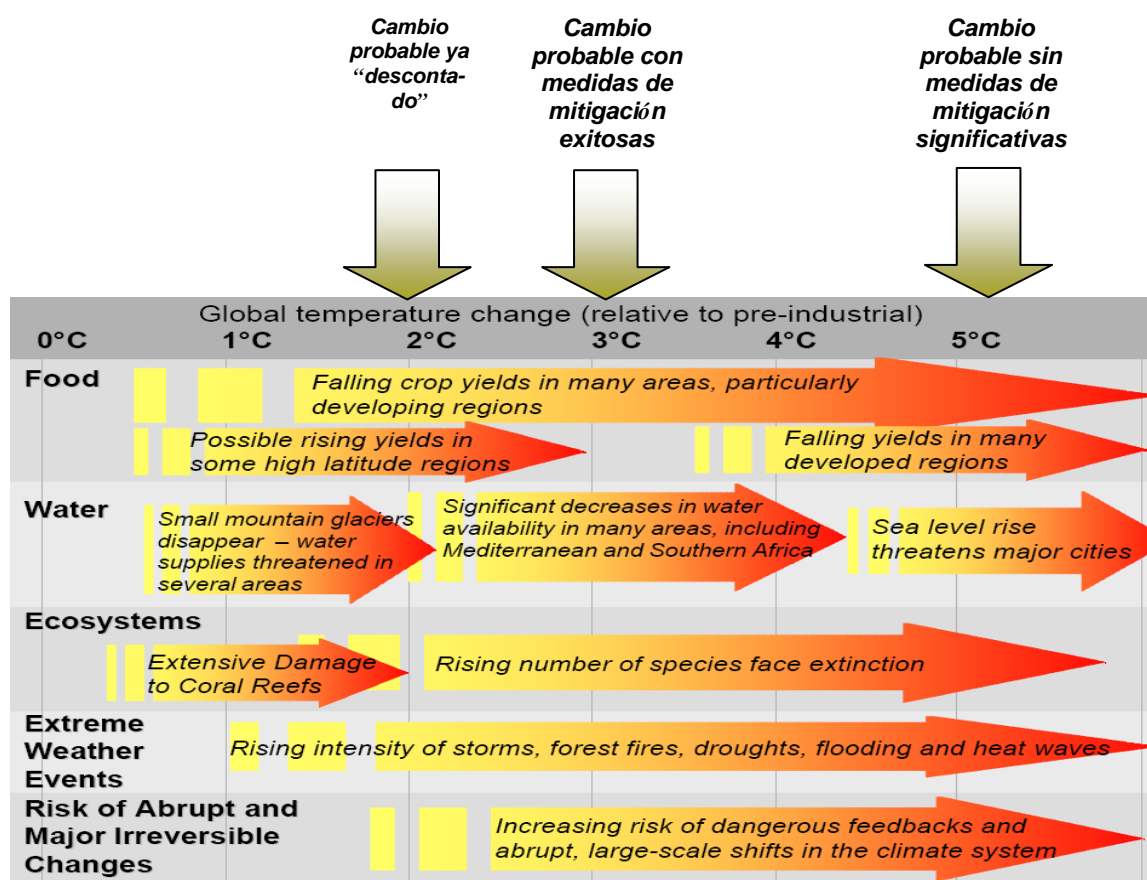 Cambio
probable ya
“desconta-
do”
Cambio
probable con
medidas de
mitigación
exitosas
Cambio
probable sin
medidas de
mitigación
significativas
Global temperature change (relative to pre-industrial)
0°C 1°C 2°C 3°C 4°C 5°C
Food
Falling crop yields in many areas, particularly
developing regions
Possible rising yields in
some high latitude regions
Falling yields in many
developed regions
Water
Small mountain glaciers
disappear – water
supplies threatened in
several areas
Significant decreases in water
availability in many areas, including
Mediterranean and Southern Africa
Sea level rise
threatens major cities
Ecosystems
Extensive Damage
to Coral Reefs
Rising number of species face extinction
Extreme
Weather
Events
Rising intensity of storms, forest fires, droughts, flooding and heat waves
Risk of Abrupt and
Major Irreversible
Changes
Increasing risk of dangerous feedbacks and
abrupt, large-scale shifts in the climate system